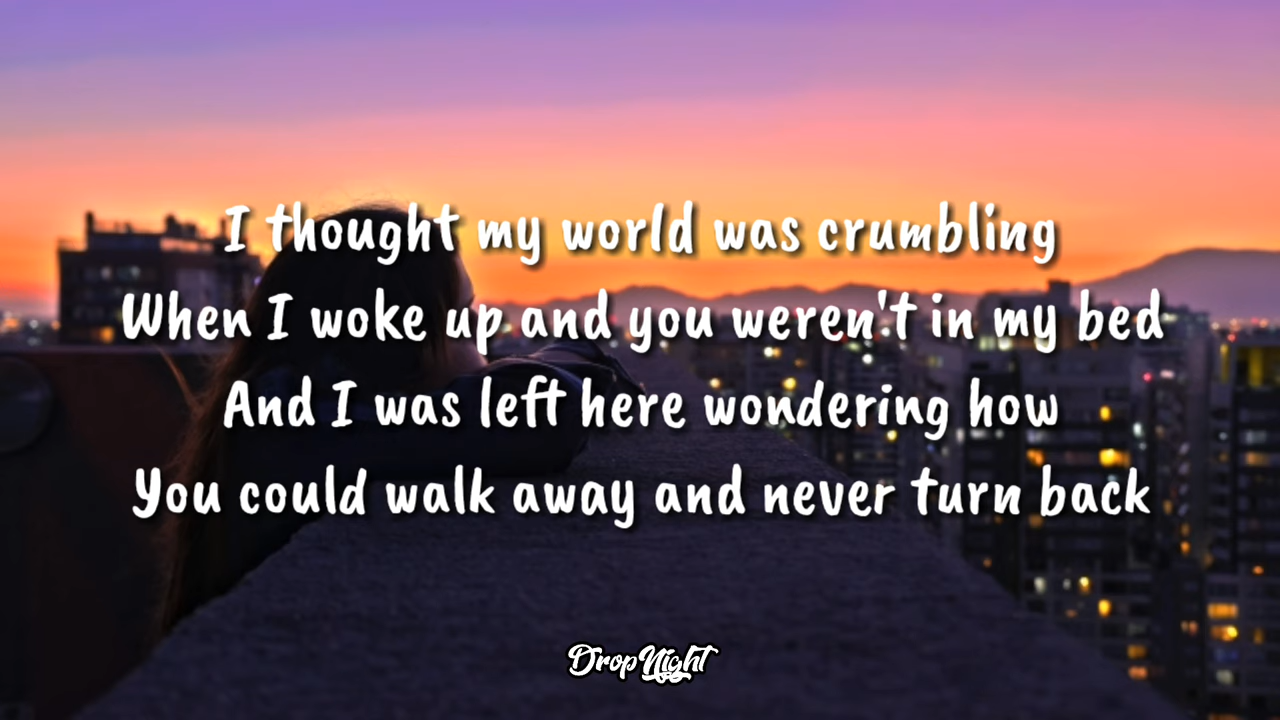 I thought my world was crumbling
When I woke up and you weren't in my bed
And I was left here wondering how
You could walk away and never turn back
DropNight